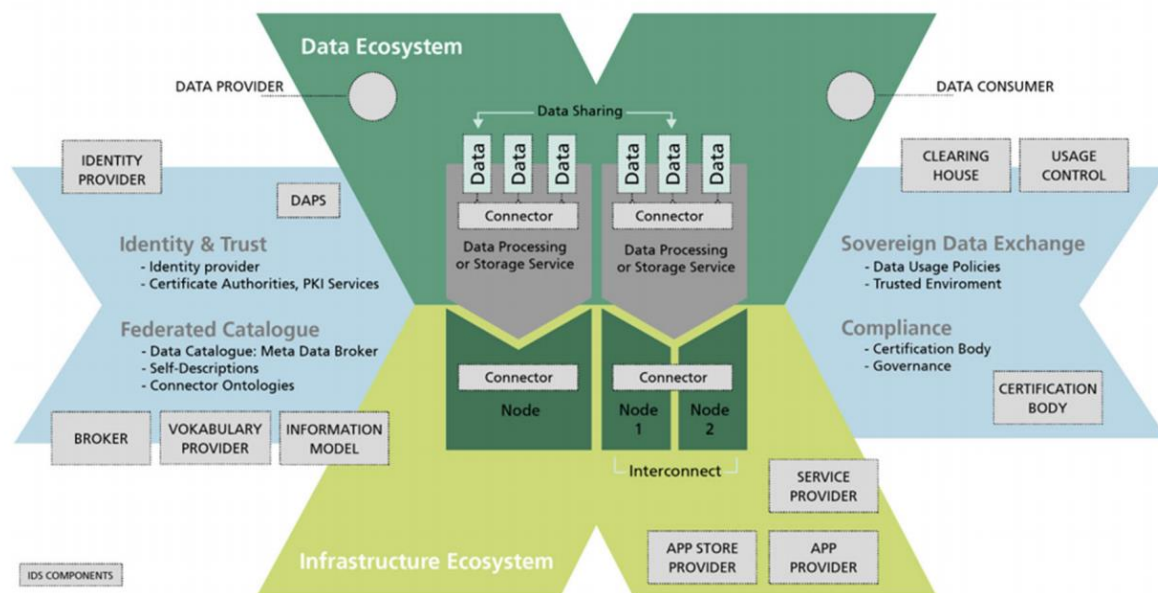 Data Ecosystem
DATA PROVIDER
DATA CONSUMER
Data Sharing
Data
Data
Data
Data
Data
Data
IDENTITY
PROVIDER
CLEARING
HOUSE
USAGE
CONTROL
DAPS
Connector
Connector
Data Processing
or Storage Service
Data Processing
or Storage Service
Identity & Trust
- Identity provider
- Certificate Authorities, PKI Services
Sovereign Data Exchange
- Data Usage Policies
- Trusted Enviroment
Federated Catalogue
- Data Catalogue: Meta Data Broker
- Self-Descriptions
- Connector Ontologies
Compliance
- Certification Body
- Governance
Connector
Node
Connector
Node
1
Node
2
CERTIFICATION
BODY
BROKER
VOKABULARY
PROVIDER
INFORMATION
MODEL
Interconnect
SERVICE
PROVIDER
Infrastructure Ecosystem
APP STORE
PROVIDER
APP
PROVIDER
IDS COMPONENTS